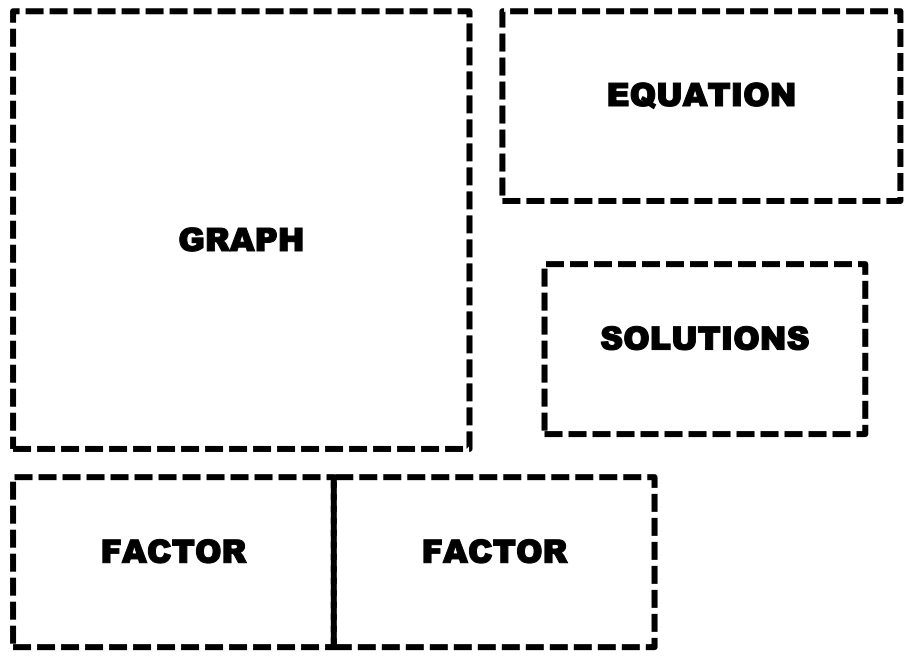 EQUATION
GRAPH
SOLUTIONS
FACTOR
FACTOR